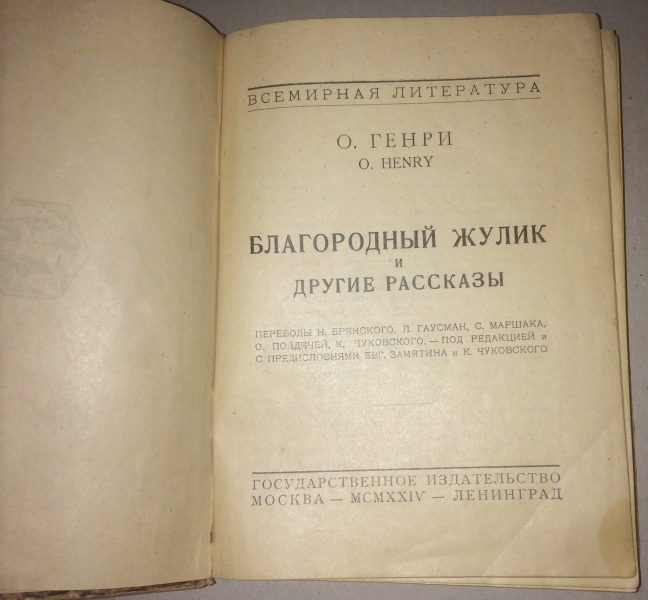 ВСЕМИРНАЯ ЛИТЕРАТУРА
О. ГЕНРИ
O. HENRY
БЛАГОРОДНЫЙ ЖУЛИК
И
ДРУГИЕ РАССКАЗЫ
ПЕРЕВОДЫ Н. БРЯНСКОГО, Л. ГАУСМАН, С. МАРШАКА,
О. ПОДДЯЧЕЙ, К. ЧУКОВСКОГО, — ПОД РЕДАКЦИЕЙ И
С ПРЕДИСЛОВИЯМИ ЕВГ. ЗАМЯТИНА И К. ЧУКОВСКОГО
ГОСУДАРСТВЕННОЕ ИЗДАТЕЛЬСТВО
МОСКВА — MCMXXIV — ЛЕНИНГРАД